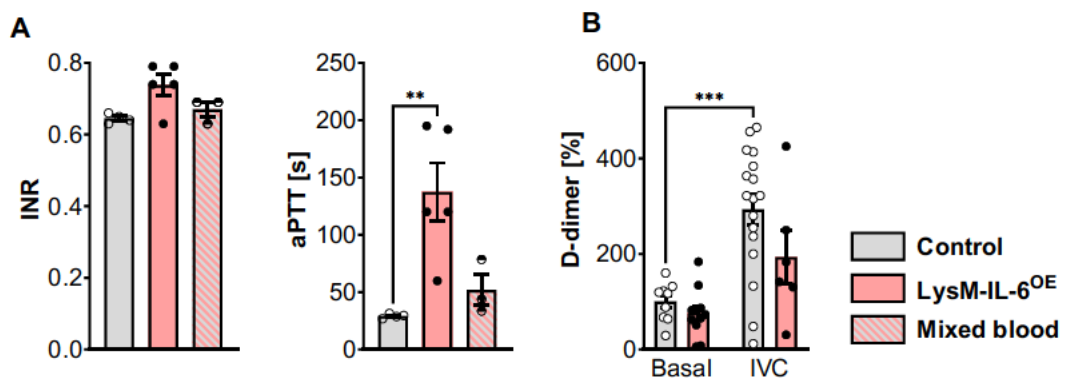 A
INR
0.8
0.6
0.4
0.2
0.0
aPTT [s]
250
200
150
100
50
0
**
B
D-dimer [%]
600
400
200
0
***
Basal
IVC
Control
LysM-IL-6ᴼᴱ
Mixed blood